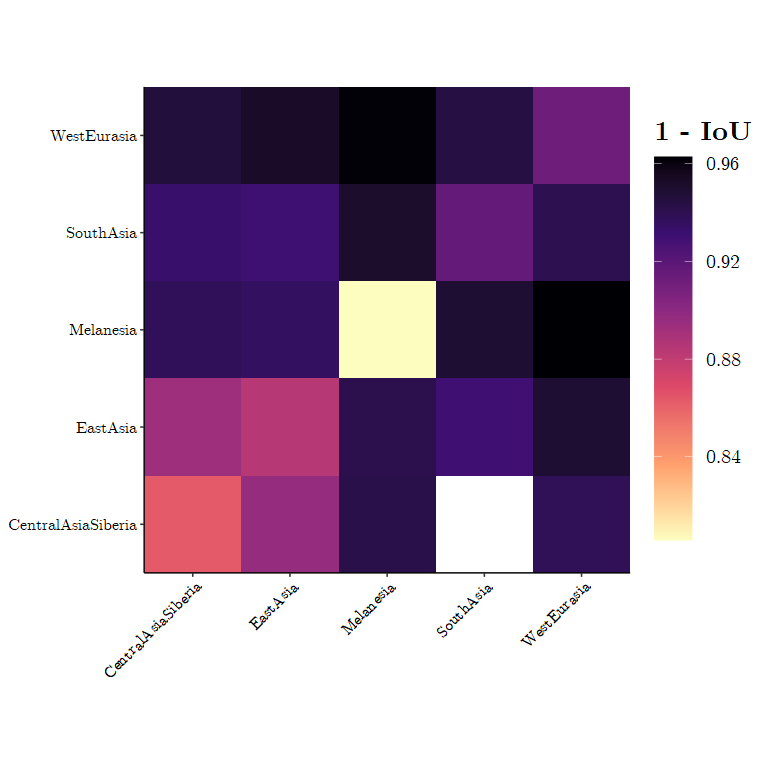 1 - IoU
WestEurasia
0.96
SouthAsia
0.92
Melanesia
0.88
EastAsia
0.84
CentralAsiaSiberia
CentralAsiaSiberia
EastAsia
Melanesia
SouthAsia
WestEurasia